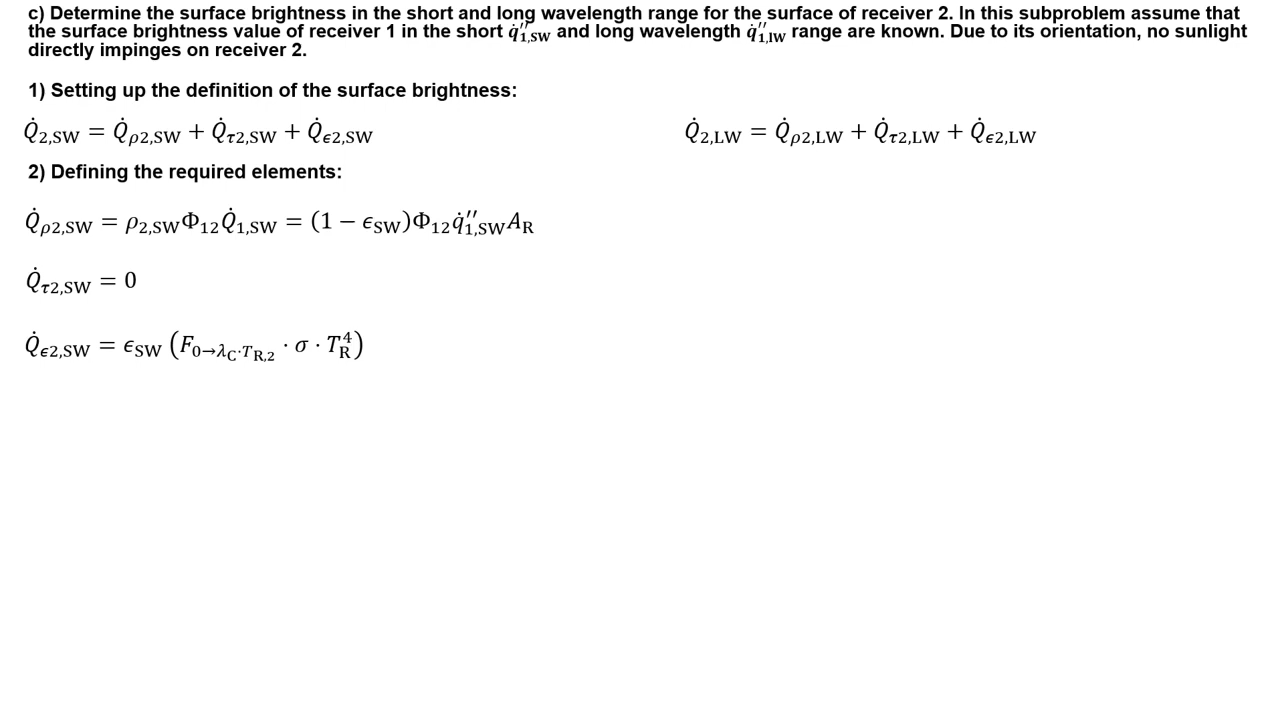 c) Determine the surface brightness in the short and long wavelength range for the surface of receiver 2. In this subproblem assume that
the surface brightness value of receiver 1 in the short q̇″₁,SW and long wavelength q̇″₁,lW range are known. Due to its orientation, no sunlight
directly impinges on receiver 2.
1) Setting up the definition of the surface brightness:
Q̇₂,SW = Q̇ρ2,SW + Q̇τ2,SW + Q̇ϵ2,SW
Q̇₂,LW = Q̇ρ2,LW + Q̇τ2,LW + Q̇ϵ2,LW
2) Defining the required elements:
Q̇ρ2,SW = ρ₂,SWΦ₁₂Q̇₁,SW = (1 − ϵSW)Φ₁₂q̇″₁,SWAR
Q̇τ2,SW = 0
Q̇ϵ2,SW = ϵSW (F0→λC·TR,2 · σ · TR⁴)